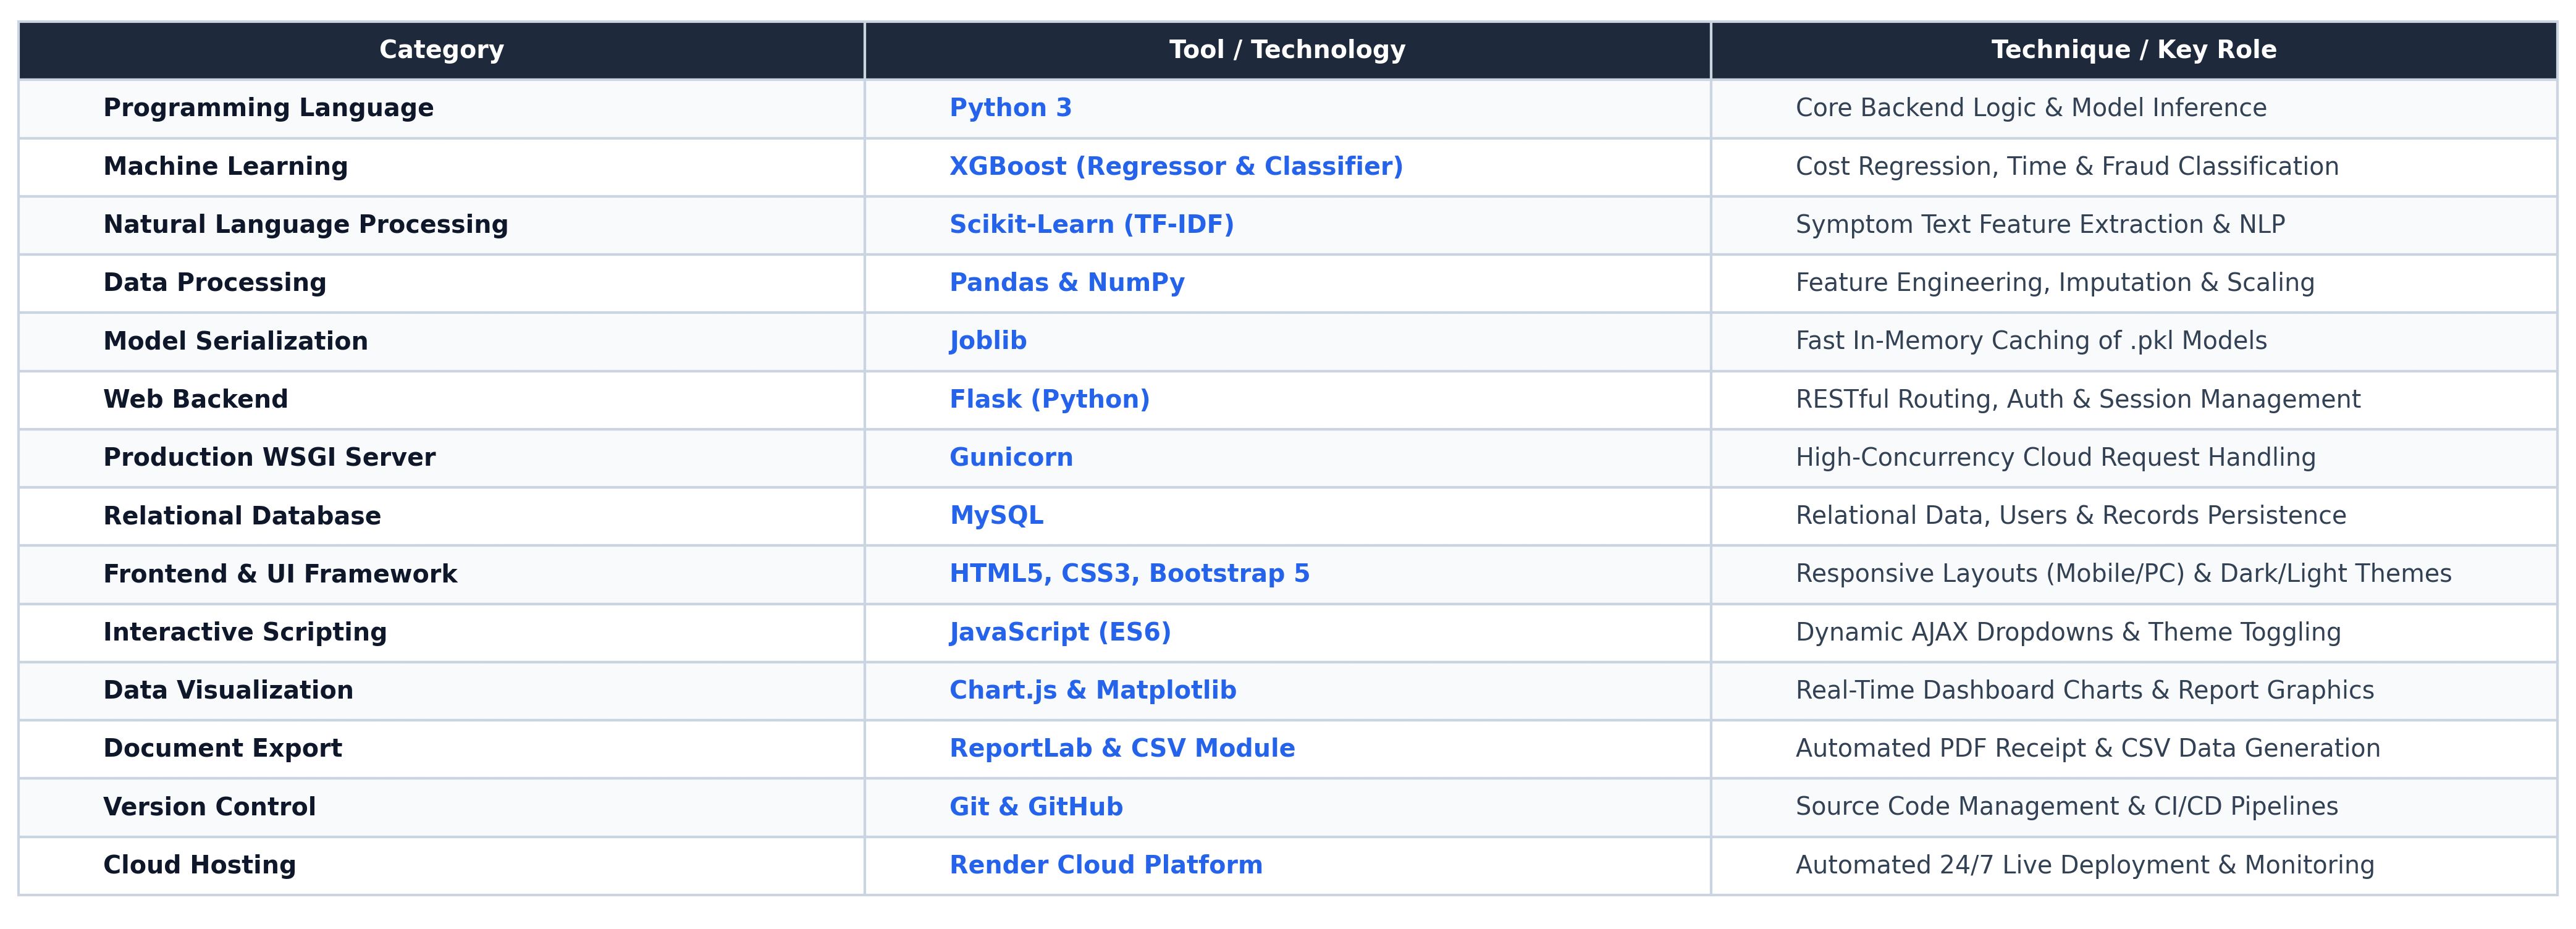 Category Tool / Technology Technique / Key Role
Programming Language Python 3 Core Backend Logic & Model Inference
Machine Learning XGBoost (Regressor & Classifier) Cost Regression, Time & Fraud Classification
Natural Language Processing Scikit-Learn (TF-IDF) Symptom Text Feature Extraction & NLP
Data Processing Pandas & NumPy Feature Engineering, Imputation & Scaling
Model Serialization Joblib Fast In-Memory Caching of .pkl Models
Web Backend Flask (Python) RESTful Routing, Auth & Session Management
Production WSGI Server Gunicorn High-Concurrency Cloud Request Handling
Relational Database MySQL Relational Data, Users & Records Persistence
Frontend & UI Framework HTML5, CSS3, Bootstrap 5 Responsive Layouts (Mobile/PC) & Dark/Light Themes
Interactive Scripting JavaScript (ES6) Dynamic AJAX Dropdowns & Theme Toggling
Data Visualization Chart.js & Matplotlib Real-Time Dashboard Charts & Report Graphics
Document Export ReportLab & CSV Module Automated PDF Receipt & CSV Data Generation
Version Control Git & GitHub Source Code Management & CI/CD Pipelines
Cloud Hosting Render Cloud Platform Automated 24/7 Live Deployment & Monitoring